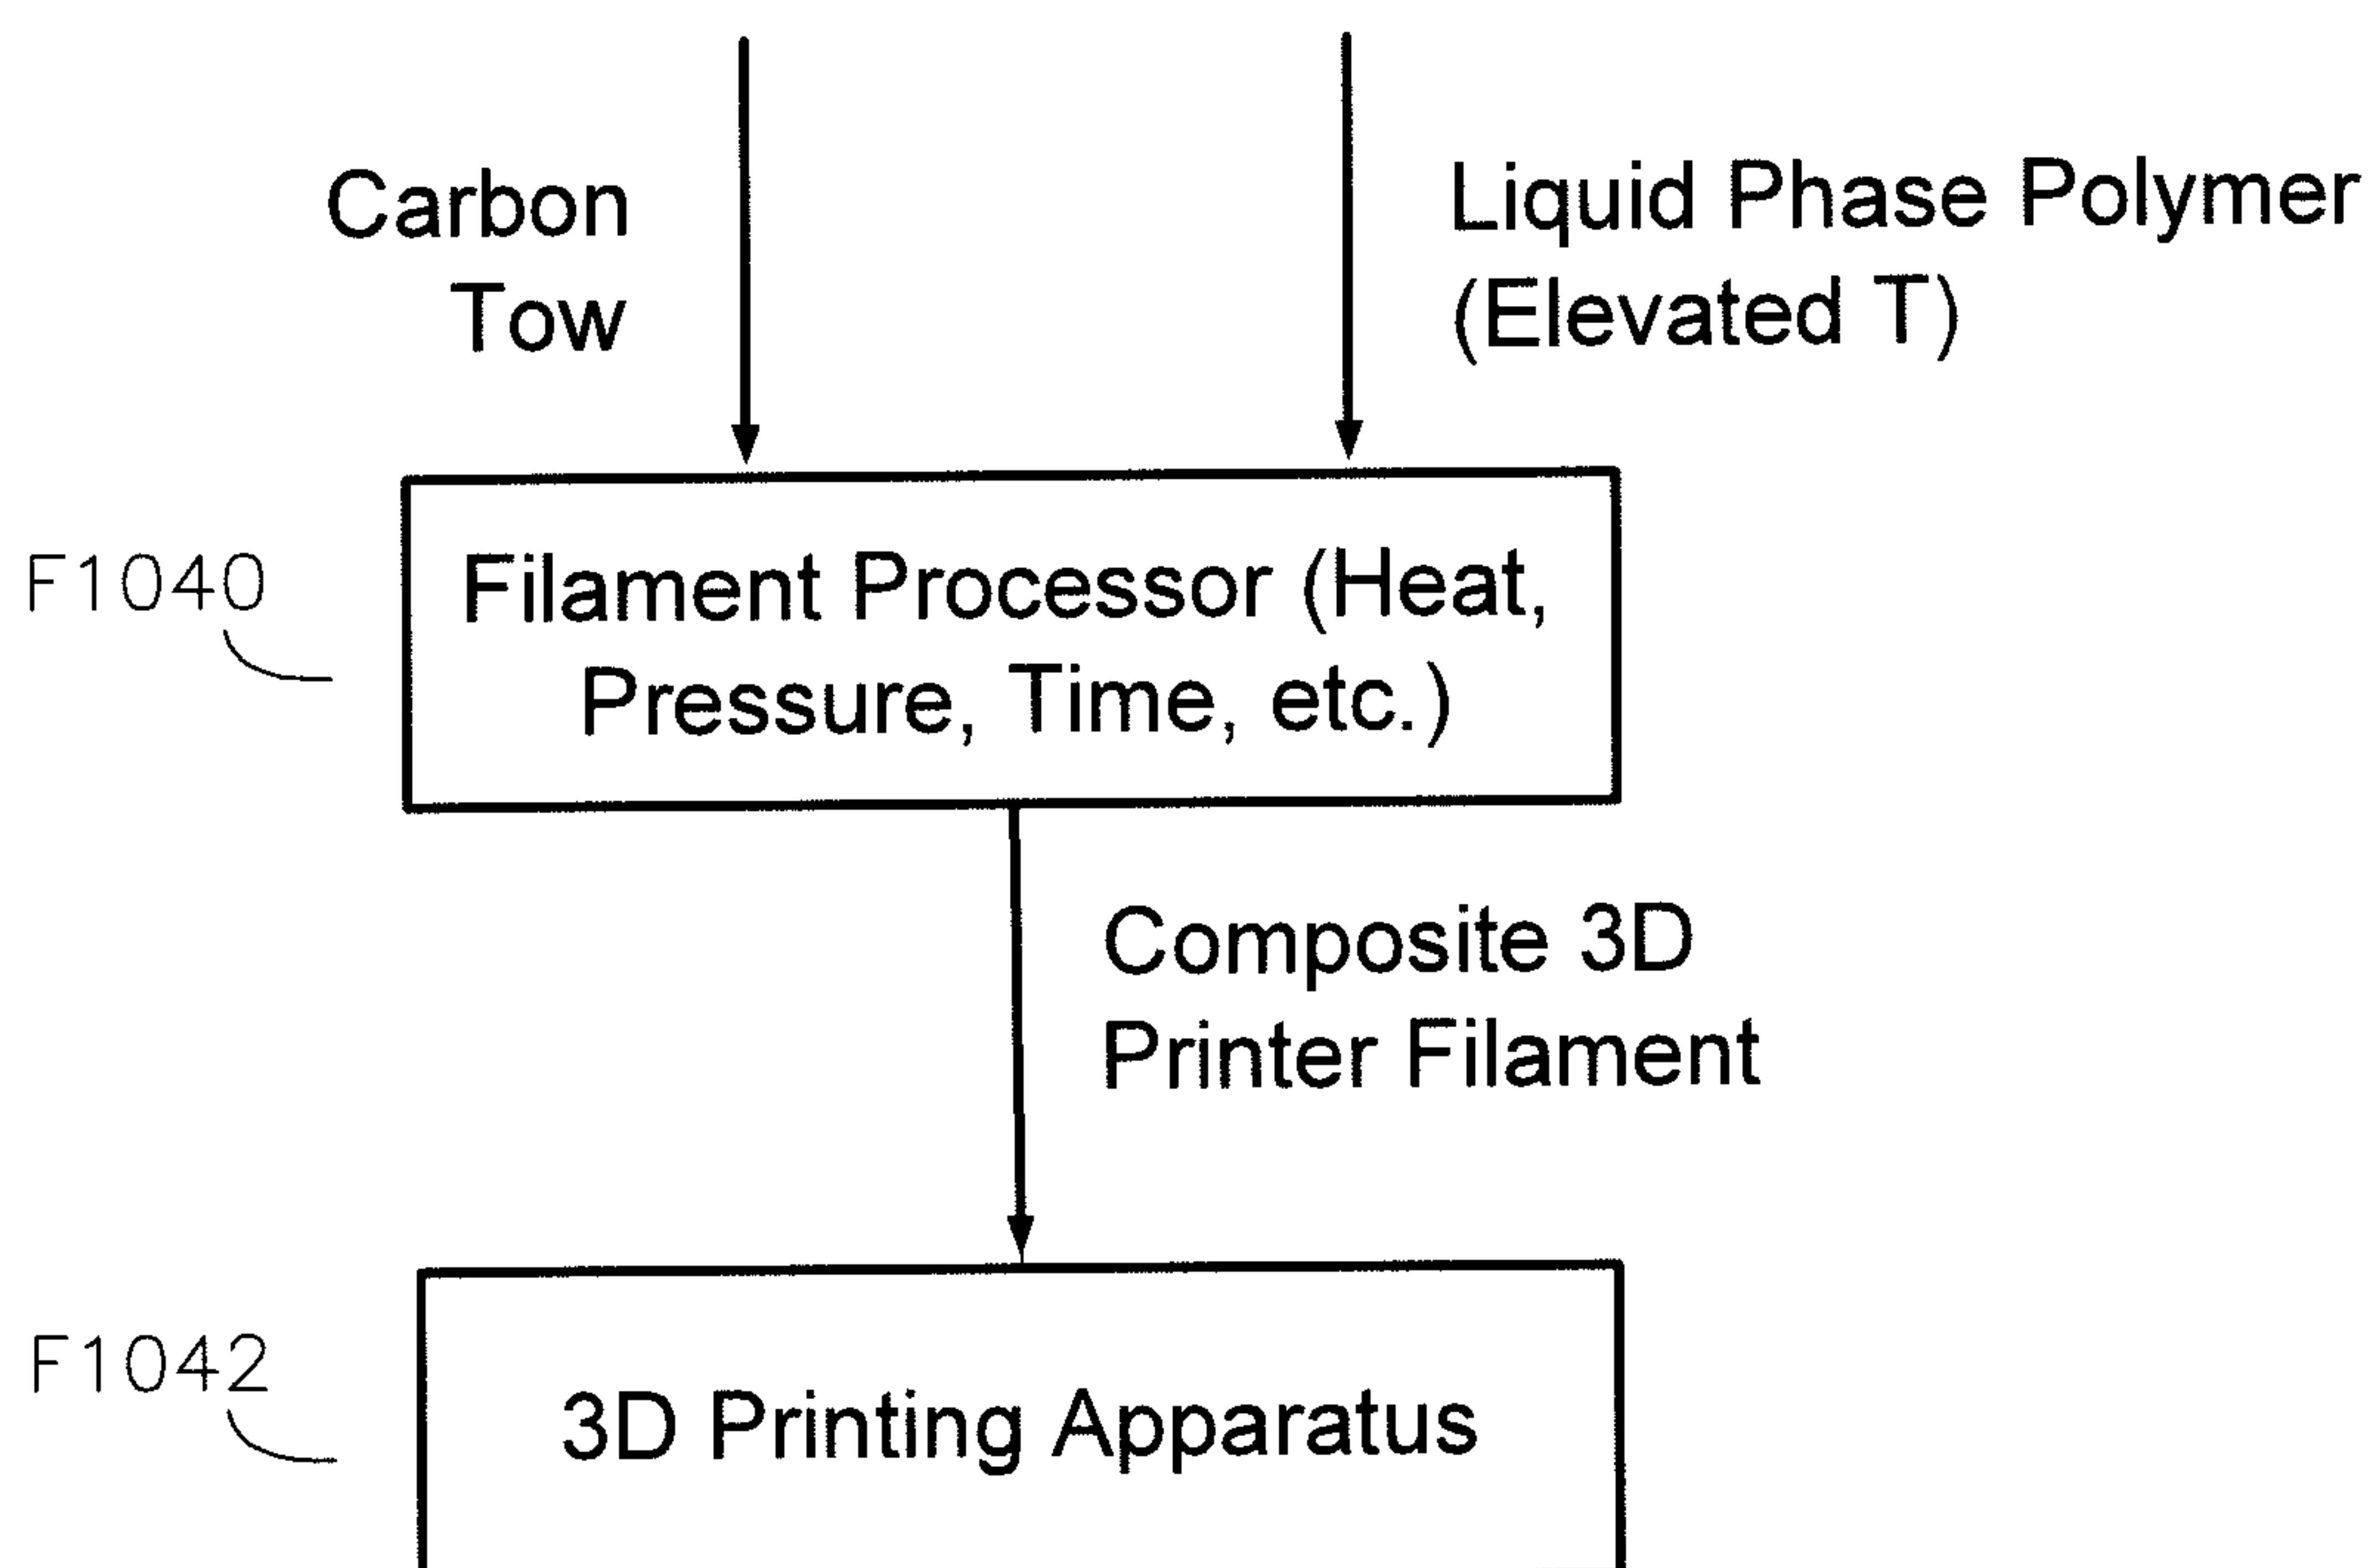 Carbon
Tow
Liquid Phase Polymer
(Elevated T)
F1040
Filament Processor (Heat,
Pressure, Time, etc.)
Composite 3D
Printer Filament
F1042
3D Printing Apparatus